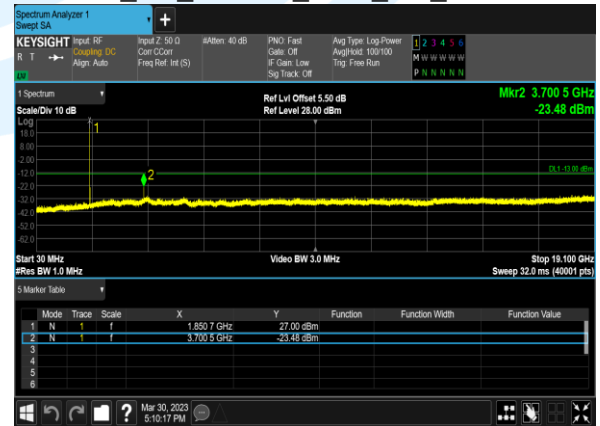 Spectrum Analyzer 1
Swept SA
+
KEYSIGHT Input: RF Input Z: 50 Ω #Atten: 40 dB PNO: Fast Avg Type: Log-Power 1 2 3 4 5 6
R T Coupling: DC Corr CCorr Gate: Off Avg|Hold: 100/100 M W W W W W
Align: Auto Freq Ref: Int (S) IF Gain: Low Trig: Free Run P N N N N N
Sig Track: Off
LU
1 Spectrum Ref Lvl Offset 5.50 dB Mkr2 3.700 5 GHz
Scale/Div 10 dB Ref Level 28.00 dBm -23.48 dBm
Log
18.0 1
8.00
-2.00
-12.0 2 DL1 -13.00 dBm
-22.0
-32.0
-42.0
-52.0
-62.0
Start 30 MHz Video BW 3.0 MHz Stop 19.100 GHz
#Res BW 1.0 MHz Sweep 32.0 ms (40001 pts)
5 Marker Table
Mode Trace Scale X Y Function Function Width Function Value
1 N 1 f 1.850 7 GHz 27.00 dBm
2 N 1 f 3.700 5 GHz -23.48 dBm
3
4
5
6
? Mar 30, 2023
5:10:17 PM